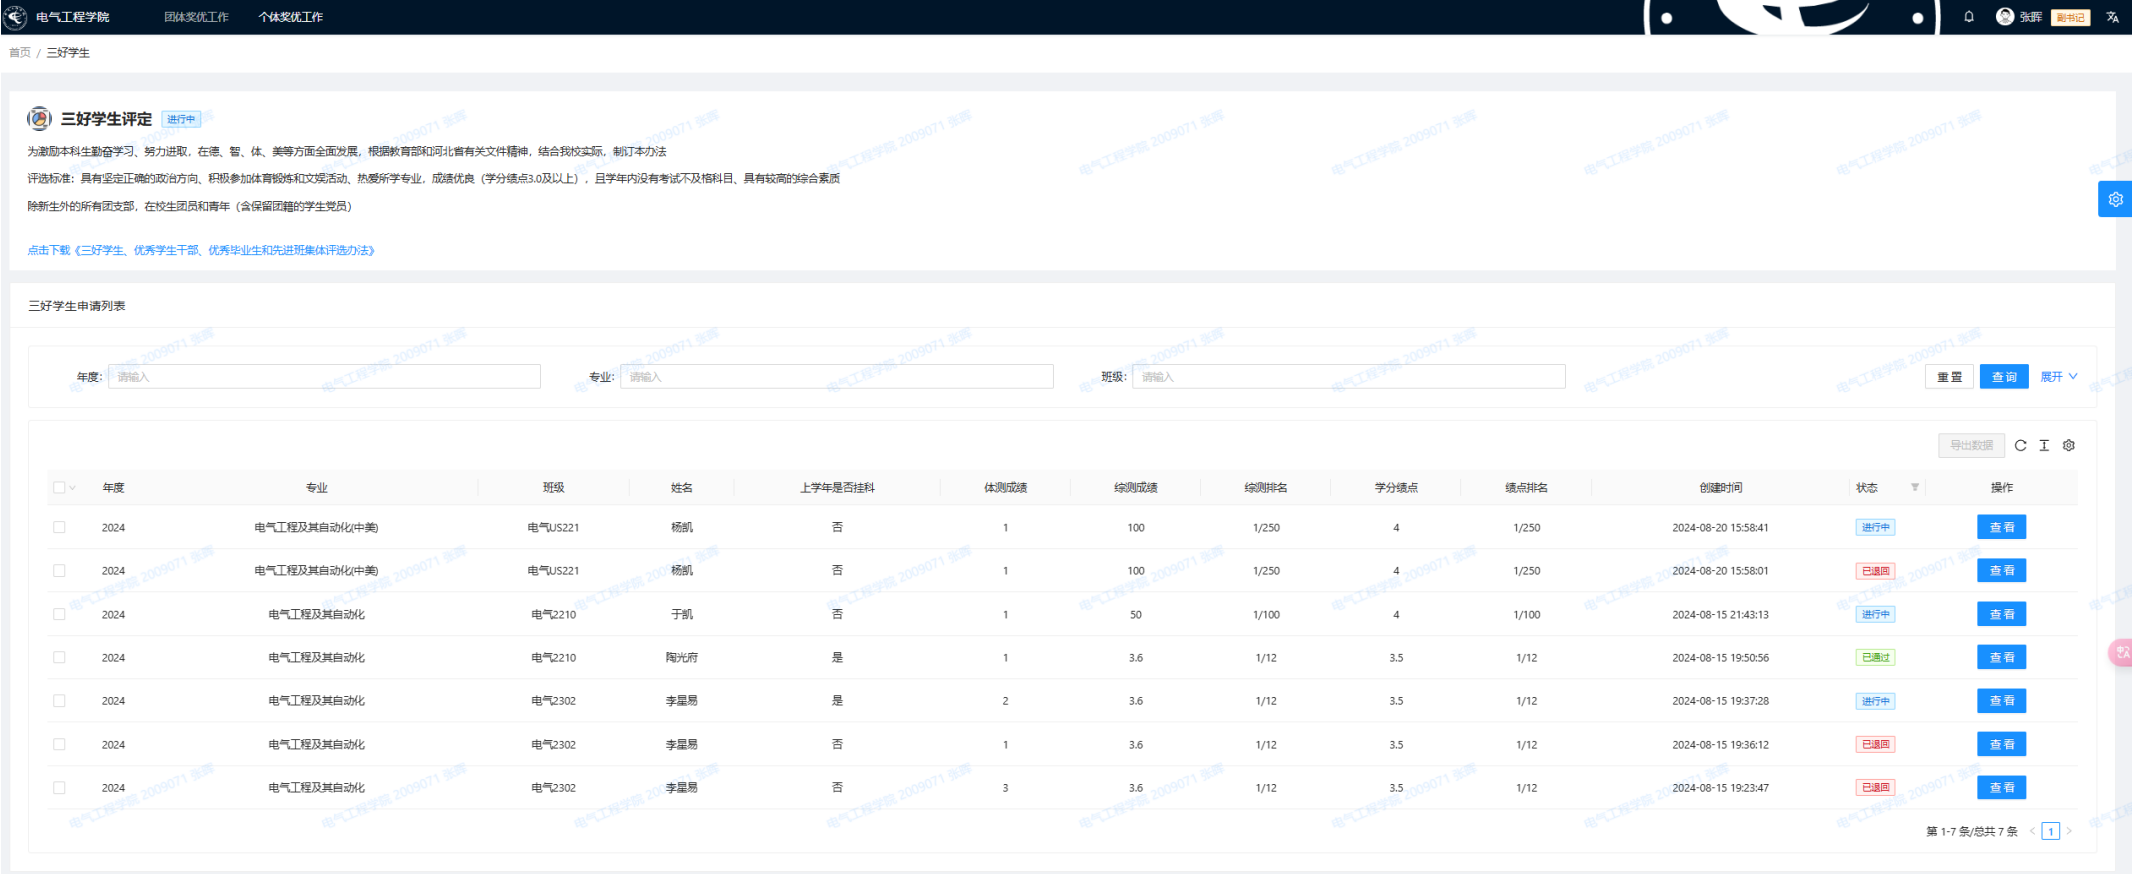 电气工程学院 团体奖优工作 个体奖优工作 张晖 副书记
首页 / 三好学生
三好学生评定 进行中
为激励本科生勤奋学习、努力进取，在德、智、体、美等方面全面发展，根据教育部和河北省有关文件精神，结合我校实际，制订本办法
评选标准：具有坚定正确的政治方向、积极参加体育锻炼和文娱活动、热爱所学专业，成绩优良（学分绩点3.0及以上），且学年内没有考试不及格科目、具有较高的综合素质
除新生外的所有团支部，在校生团员和青年（含保留团籍的学生党员）
点击下载《三好学生、优秀学生干部、优秀毕业生和先进班集体评选办法》
三好学生申请列表
年度: 请输入 专业: 请输入 班级: 请输入 重置 查询 展开
导出数据
年度 专业 班级 姓名 上学年是否挂科 体测成绩 综测成绩 综测排名 学分绩点 绩点排名 创建时间 状态 操作
2024 电气工程及其自动化(中美) 电气US221 杨凯 否 1 100 1/250 4 1/250 2024-08-20 15:58:41 进行中 查看
2024 电气工程及其自动化(中美) 电气US221 杨凯 否 1 100 1/250 4 1/250 2024-08-20 15:58:01 已退回 查看
2024 电气工程及其自动化 电气2210 于凯 否 1 50 1/100 4 1/100 2024-08-15 21:43:13 进行中 查看
2024 电气工程及其自动化 电气2210 陶光府 是 1 3.6 1/12 3.5 1/12 2024-08-15 19:50:56 已通过 查看
2024 电气工程及其自动化 电气2302 李星易 是 2 3.6 1/12 3.5 1/12 2024-08-15 19:37:28 进行中 查看
2024 电气工程及其自动化 电气2302 李星易 否 1 3.6 1/12 3.5 1/12 2024-08-15 19:36:12 已退回 查看
2024 电气工程及其自动化 电气2302 李星易 否 3 3.6 1/12 3.5 1/12 2024-08-15 19:23:47 已退回 查看
第 1-7 条/总共 7 条 < 1 >
电气工程学院 2009071 张晖